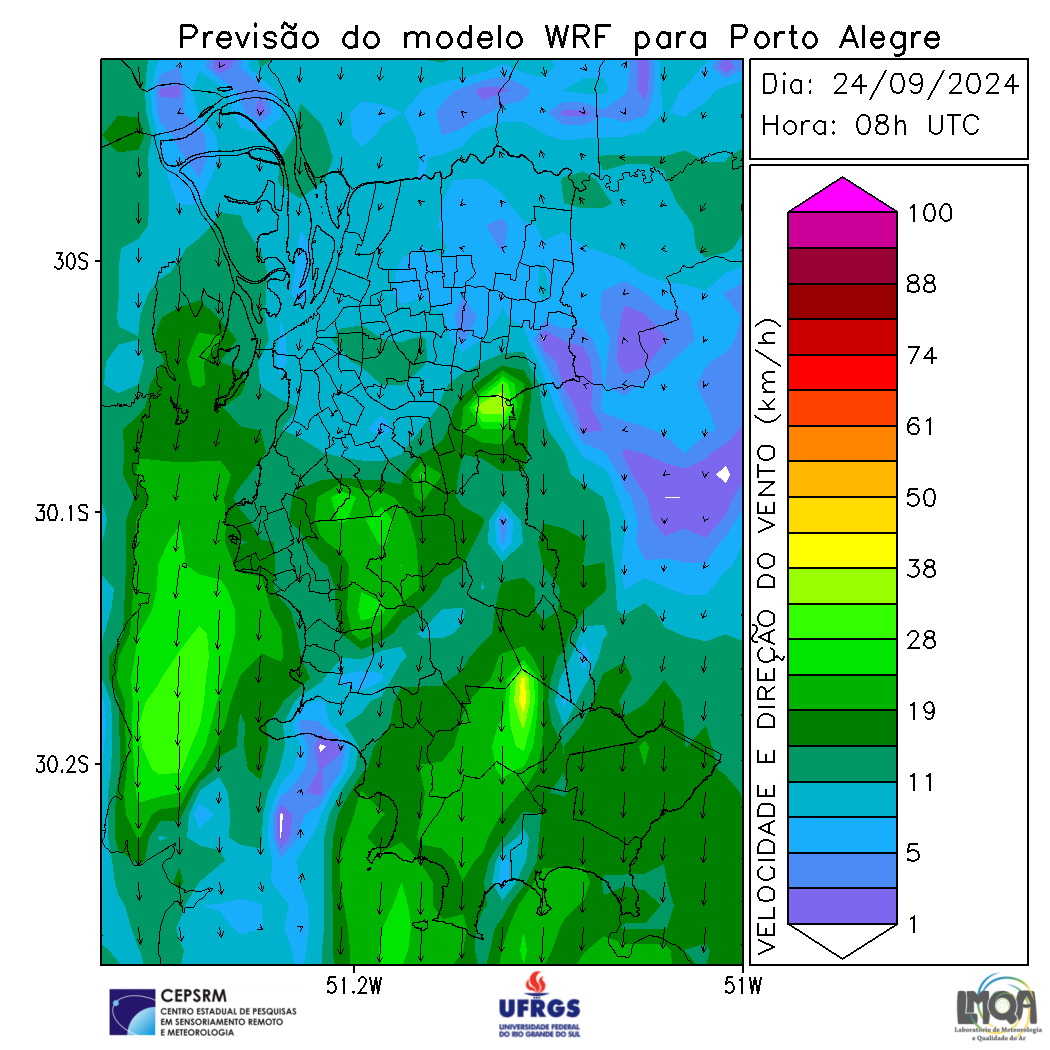 Previsão do modelo WRF para Porto Alegre
Dia: 24/09/2024
Hora: 08h UTC
30S
30.1S
30.2S
51.2W
51W
VELOCIDADE E DIREÇÃO DO VENTO (km/h)
100
88
74
61
50
38
28
19
11
5
1
CEPSRM
CENTRO ESTADUAL DE PESQUISAS
EM SENSORIAMENTO REMOTO
E METEOROLOGIA
UFRGS
UNIVERSIDADE FEDERAL
DO RIO GRANDE DO SUL
LMQA
Laboratório de Meteorologia
e Qualidade do Ar